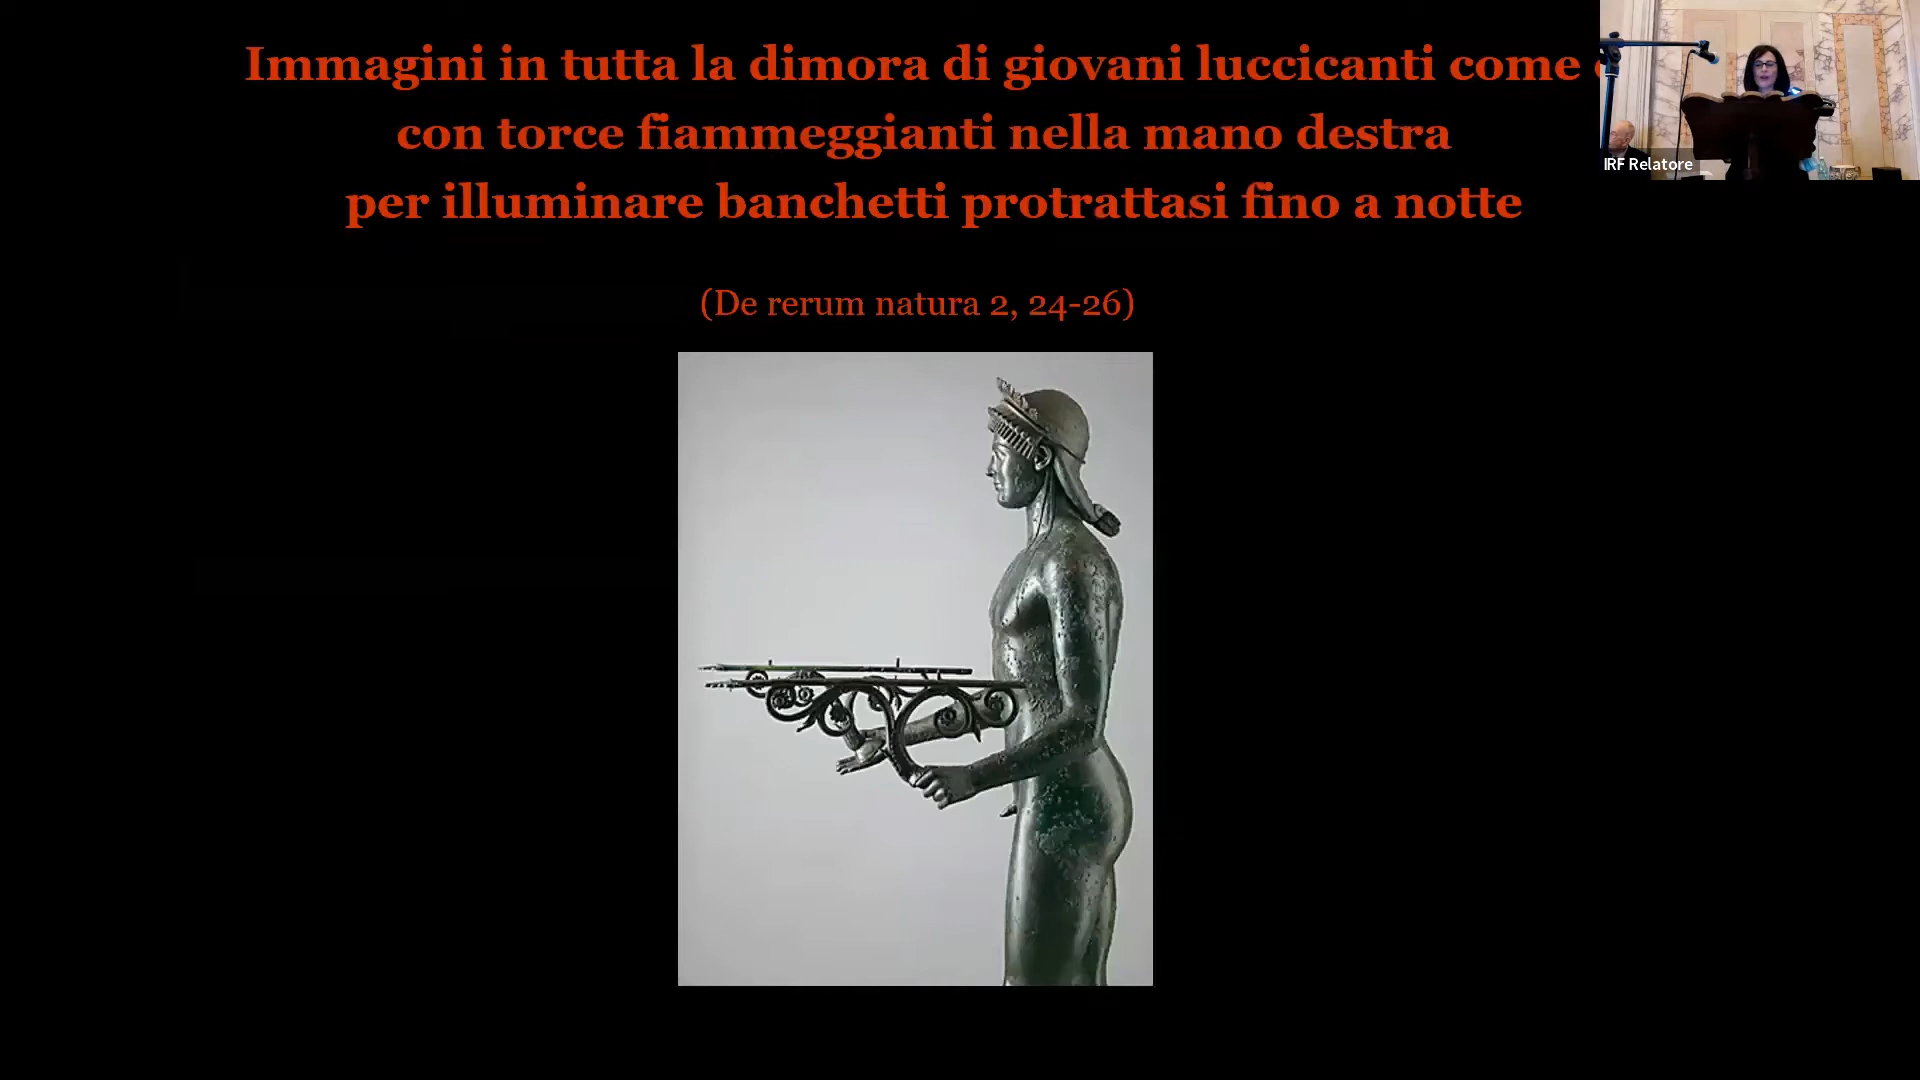 Immagini in tutta la dimora di giovani luccicanti come
con torce fiammeggianti nella mano destra
per illuminare banchetti protrattasi fino a notte
(De rerum natura 2, 24-26)
IRF Relatore